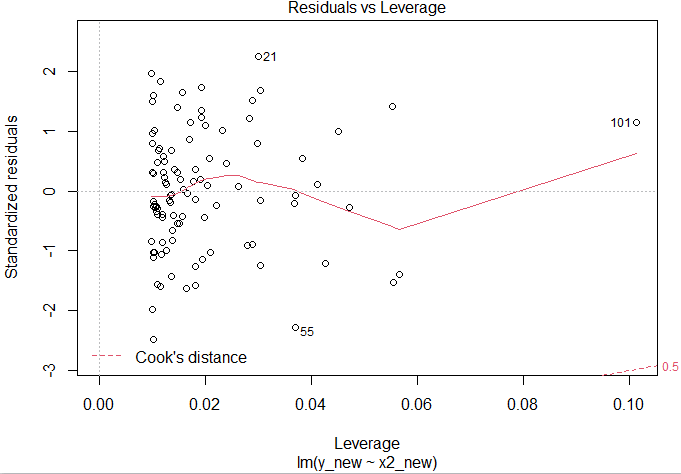 Residuals vs Leverage
Standardized residuals
2
1
0
-1
-2
-3
21
101
55
Cook's distance
0.5
0.00 0.02 0.04 0.06 0.08 0.10
Leverage
lm(y_new ~ x2_new)